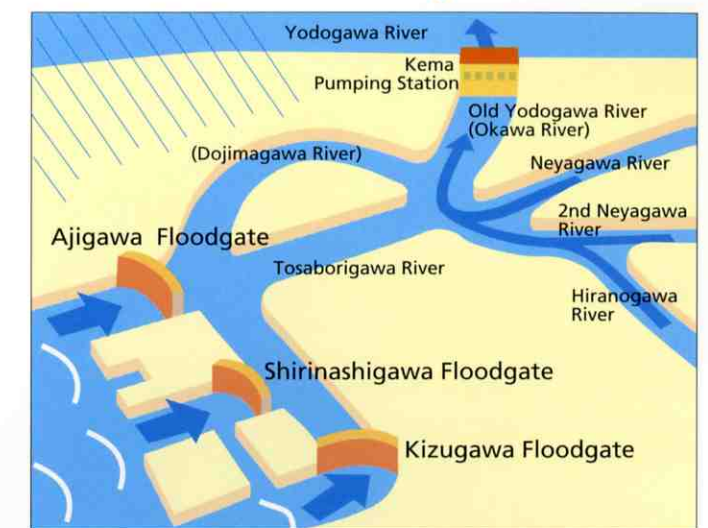 Yodogawa River
Kema
Pumping Station
Old Yodogawa River
(Okawa River)
(Dojimagawa River)
Neyagawa River
2nd Neyagawa
River
Ajigawa Floodgate
Tosaborigawa River
Hiranogawa
River
Shirinashigawa Floodgate
Kizugawa Floodgate